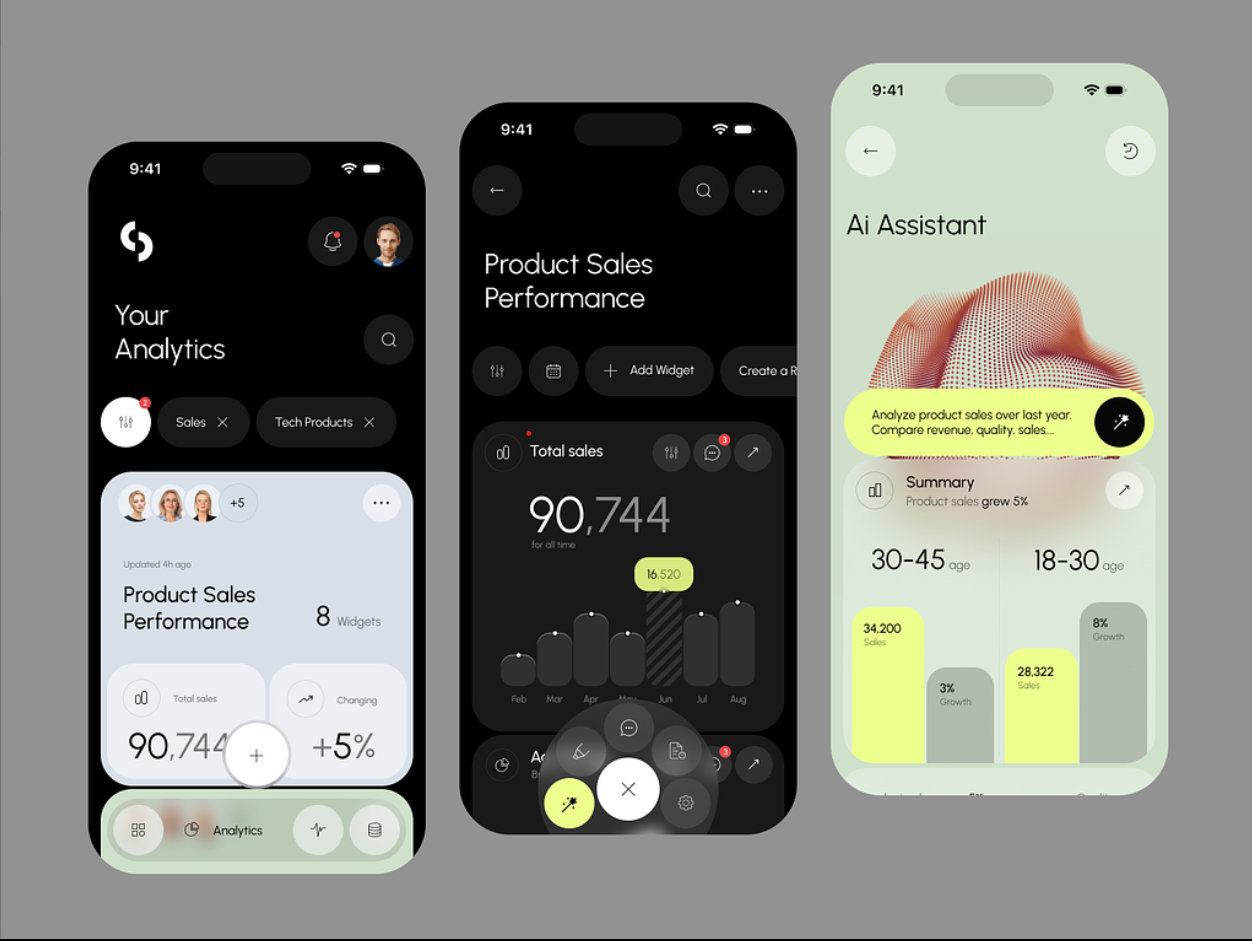 9:41
Your
Analytics
2
Sales
Tech Products
+5
Updated 4h ago
Product Sales
Performance
8 Widgets
Total sales
Changing
90,744
+5%
Analytics
9:41
Product Sales
Performance
Add Widget
Create a R
Total sales
3
90,744
for all time
16,520
Feb
Mar
Apr
May
Jun
Jul
Aug
3
9:41
Ai Assistant
Analyze product sales over last year.
Compare revenue, quality, sales...
Summary
Product sales grew 5%
30-45 age
18-30 age
34,200
Sales
3%
Growth
28,322
Sales
8%
Growth